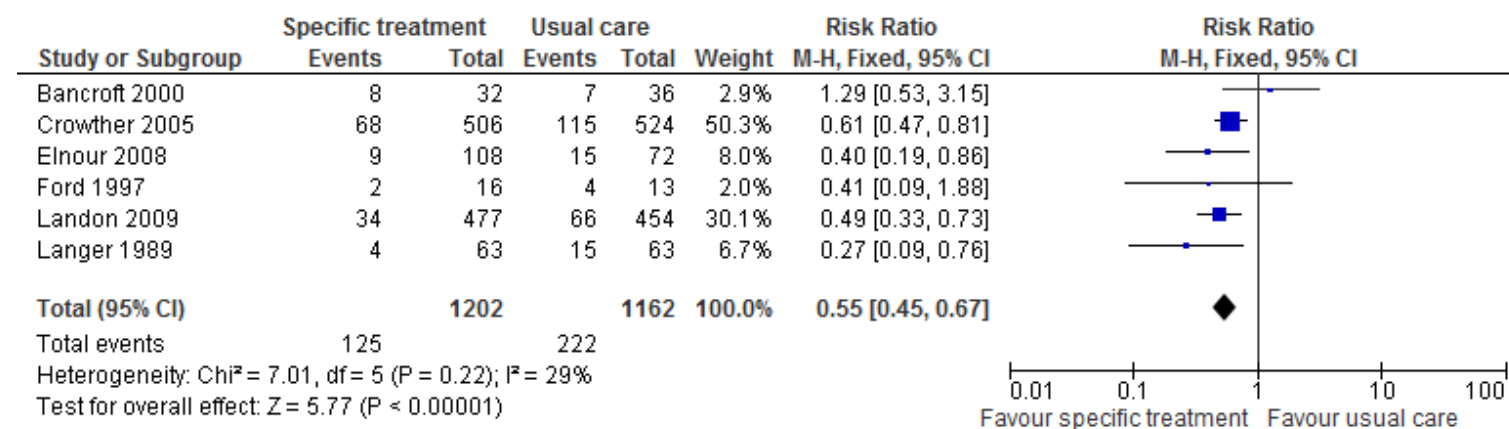 Specific treatment Usual care Risk Ratio Risk Ratio
Study or Subgroup Events Total Events Total Weight M-H, Fixed, 95% CI M-H, Fixed, 95% CI
Bancroft 2000 8 32 7 36 2.9% 1.29 [0.53, 3.15]
Crowther 2005 68 506 115 524 50.3% 0.61 [0.47, 0.81]
Elnour 2008 9 108 15 72 8.0% 0.40 [0.19, 0.86]
Ford 1997 2 16 4 13 2.0% 0.41 [0.09, 1.88]
Landon 2009 34 477 66 454 30.1% 0.49 [0.33, 0.73]
Langer 1989 4 63 15 63 6.7% 0.27 [0.09, 0.76]
Total (95% CI) 1202 1162 100.0% 0.55 [0.45, 0.67]
Total events 125 222
Heterogeneity: Chi² = 7.01, df = 5 (P = 0.22); I² = 29%
Test for overall effect: Z = 5.77 (P < 0.00001)
0.01 0.1 1 10 100
Favour specific treatment Favour usual care